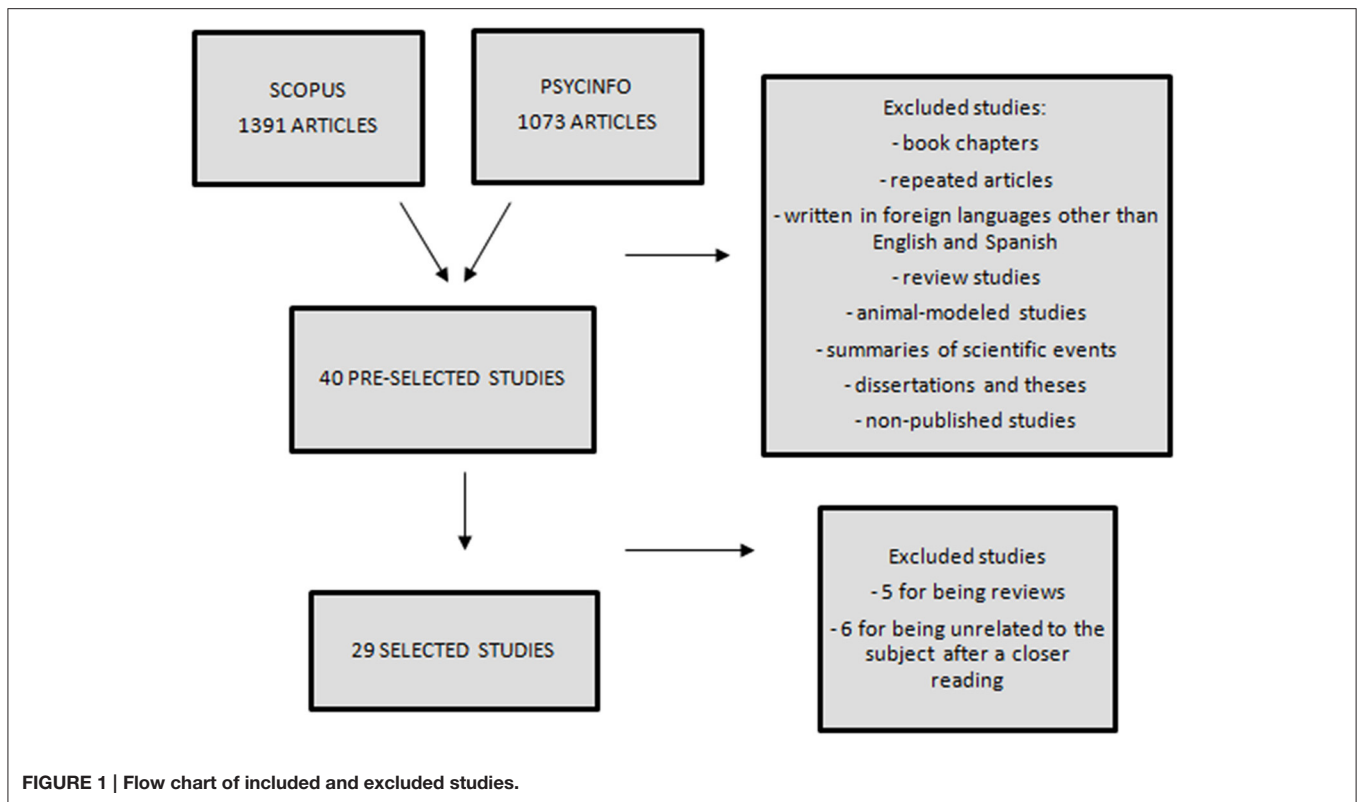 SCOPUS
1391 ARTICLES
PSYCINFO
1073 ARTICLES
Excluded studies:
- book chapters
- repeated articles
- written in foreign languages other than
English and Spanish
- review studies
- animal-modeled studies
- summaries of scientific events
- dissertations and theses
- non-published studies
40 PRE-SELECTED STUDIES
Excluded studies
- 5 for being reviews
- 6 for being unrelated to the
subject after a closer
reading
29 SELECTED STUDIES
FIGURE 1 | Flow chart of included and excluded studies.